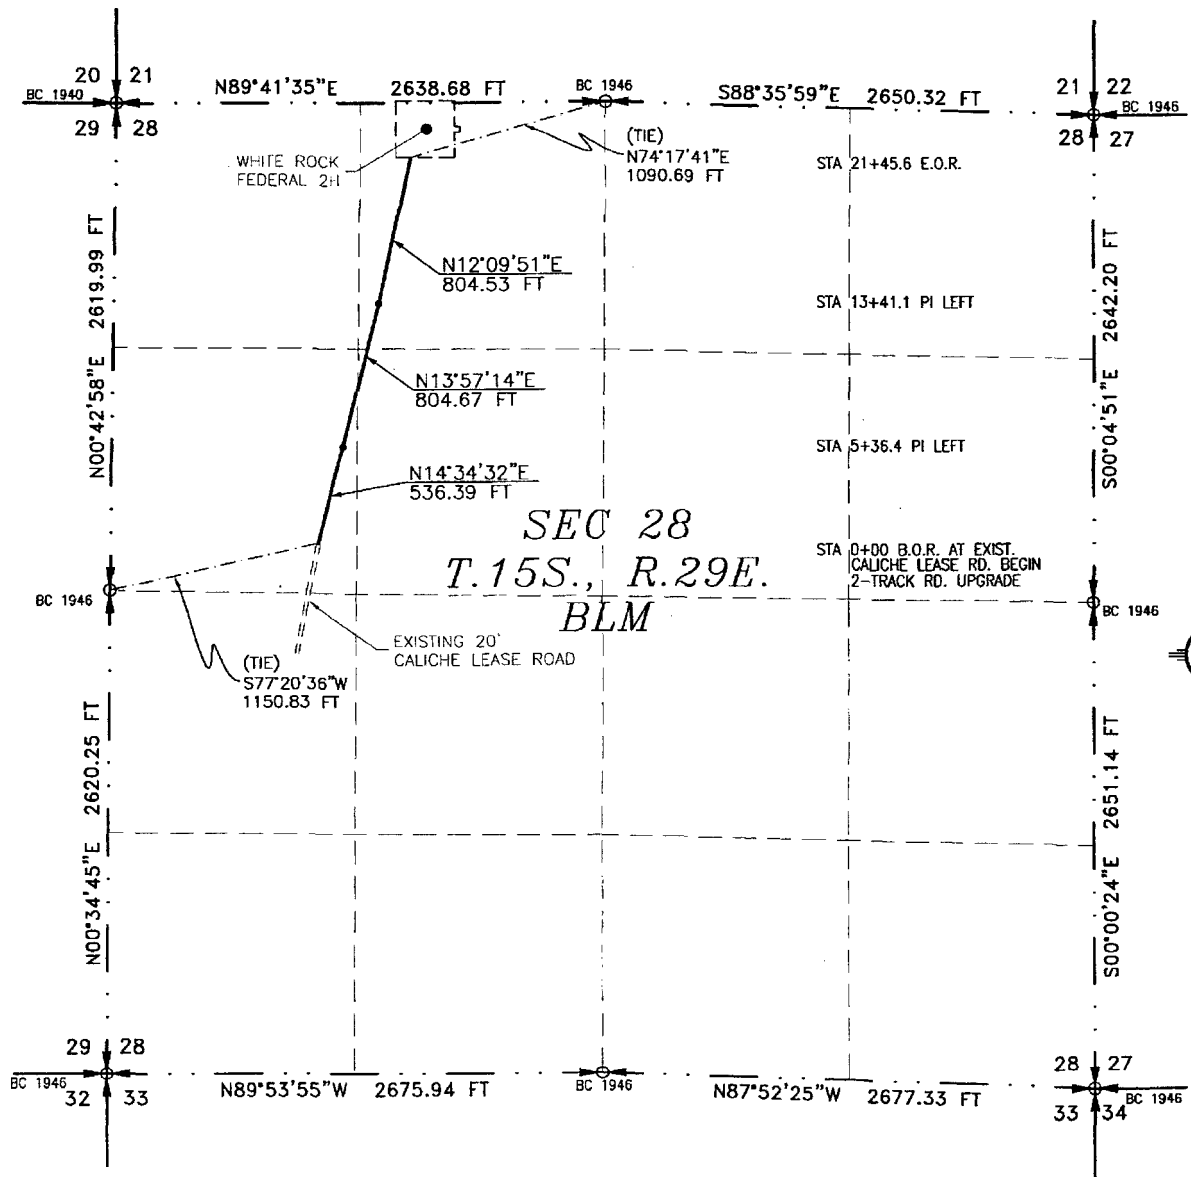 20 21
BC 1940
29 28
N89°41'35"E 2638.68 FT
BC 1946
S88°35'59"E 2650.32 FT
21 22
BC 1946
28 27
WHITE ROCK
FEDERAL 2H
(TIE)
N74°17'41"E
1090.69 FT
STA 21+45.6 E.O.R.
N00°42'58"E 2619.99 FT
N12°09'51"E
804.53 FT
STA 13+41.1 PI LEFT
S00°04'51"E 2642.20 FT
N13°57'14"E
804.67 FT
STA 5+36.4 PI LEFT
N14°34'32"E
536.39 FT
SEC 28
T.15S., R.29E.
BLM
STA 0+00 B.O.R. AT EXIST.
CALICHE LEASE RD. BEGIN
2-TRACK RD. UPGRADE
BC 1946
BC 1946
EXISTING 20'
CALICHE LEASE ROAD
(TIE)
S77°20'36"W
1150.83 FT
N00°34'45"E 2620.25 FT
S00°00'24"E 2651.14 FT
29 28
BC 1946
32 33
N89°53'55"W 2675.94 FT
BC 1946
N87°52'25"W 2677.33 FT
28 27
BC 1946
33 34